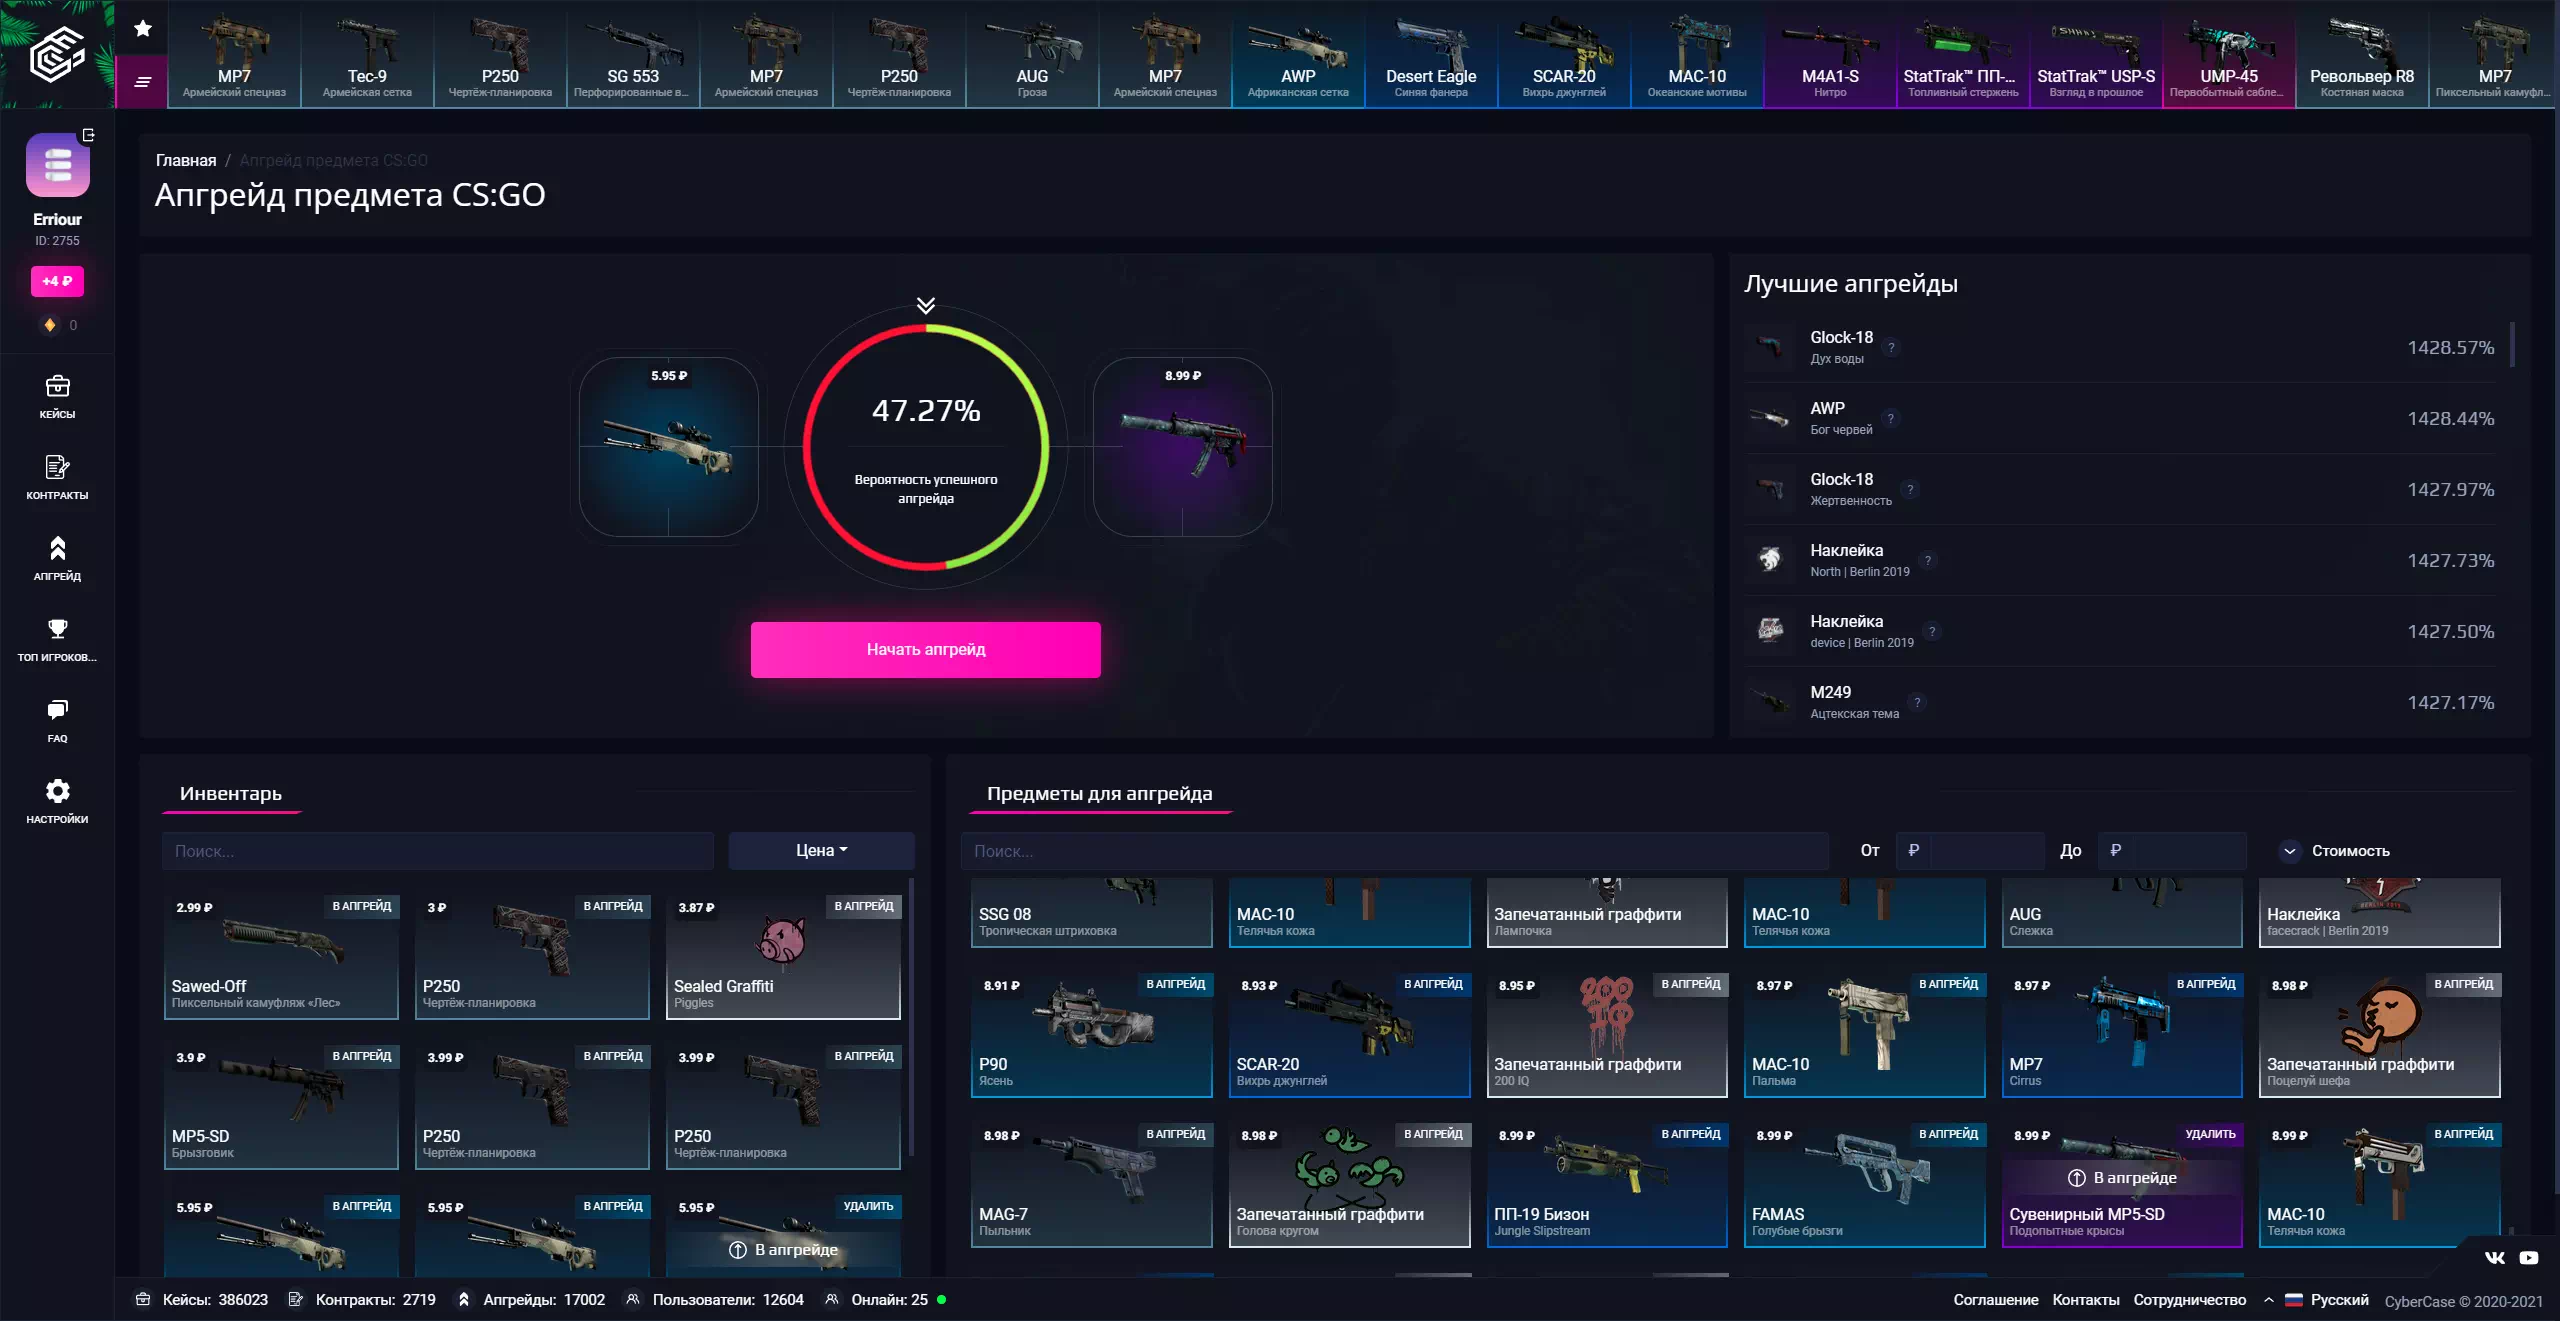 MP7
Армейский спецназ
Tec-9
Армейская сетка
P250
Чертёж-планировка
SG 553
Перфорированные в...
MP7
Армейский спецназ
P250
Чертёж-планировка
AUG
Гроза
MP7
Армейский спецназ
AWP
Африканская сетка
Desert Eagle
Синяя фанера
SCAR-20
Вихрь джунглей
MAC-10
Океанские мотивы
M4A1-S
Нитро
StatTrak™ ПП-...
Топливный стержень
StatTrak™ USP-S
Взгляд в прошлое
UMP-45
Первобытный сабле...
Револьвер R8
Костяная маска
MP7
Пиксельный камуфл...
Erriour
ID: 2755
+4 ₽
0
КЕЙСЫ
КОНТРАКТЫ
АПГРЕЙД
ТОП ИГРОКОВ...
FAQ
НАСТРОЙКИ
Главная / Апгрейд предмета CS:GO
Апгрейд предмета CS:GO
5.95 ₽
47.27%
Вероятность успешного
апгрейда
8.99 ₽
Начать апгрейд
Лучшие апгрейды
Glock-18
Дух воды
? 1428.57%
AWP
Бог червей
? 1428.44%
Glock-18
Жертвенность
? 1427.97%
Наклейка
North | Berlin 2019
? 1427.73%
Наклейка
device | Berlin 2019
? 1427.50%
M249
Ацтекская тема
? 1427.17%
Инвентарь
Поиск...
Цена
2.99 ₽ В АПГРЕЙД
Sawed-Off
Пиксельный камуфляж «Лес»
3 ₽ В АПГРЕЙД
P250
Чертёж-планировка
3.87 ₽ В АПГРЕЙД
Sealed Graffiti
Piggles
3.9 ₽ В АПГРЕЙД
MP5-SD
Брызговик
3.99 ₽ В АПГРЕЙД
P250
Чертёж-планировка
3.99 ₽ В АПГРЕЙД
P250
Чертёж-планировка
5.95 ₽ В АПГРЕЙД
5.95 ₽ В АПГРЕЙД
5.95 ₽ УДАЛИТЬ
В апгрейде
Предметы для апгрейда
Поиск...
От ₽ До ₽ Стоимость
SSG 08
Тропическая штриховка
MAC-10
Телячья кожа
Запечатанный граффити
Лампочка
MAC-10
Телячья кожа
AUG
Слежка
BERLIN 2019
Наклейка
facecrack | Berlin 2019
8.91 ₽ В АПГРЕЙД
P90
Ясень
8.93 ₽ В АПГРЕЙД
SCAR-20
Вихрь джунглей
8.95 ₽ В АПГРЕЙД
200
IQ
Запечатанный граффити
200 IQ
8.97 ₽ В АПГРЕЙД
MAC-10
Пальма
8.97 ₽ В АПГРЕЙД
MP7
Cirrus
8.98 ₽ В АПГРЕЙД
Запечатанный граффити
Поцелуй шефа
8.98 ₽ В АПГРЕЙД
MAG-7
Пыльник
8.98 ₽ В АПГРЕЙД
Запечатанный граффити
Голова кругом
8.99 ₽ В АПГРЕЙД
ПП-19 Бизон
Jungle Slipstream
8.99 ₽ В АПГРЕЙД
FAMAS
Голубые брызги
8.99 ₽ УДАЛИТЬ
В апгрейде
Сувенирный MP5-SD
Подопытные крысы
8.99 ₽ В АПГРЕЙД
MAC-10
Телячья кожа
Кейсы: 386023 Контракты: 2719 Апгрейды: 17002 Пользователи: 12604 Онлайн: 25
Соглашение Контакты Сотрудничество Русский CyberCase © 2020-2021